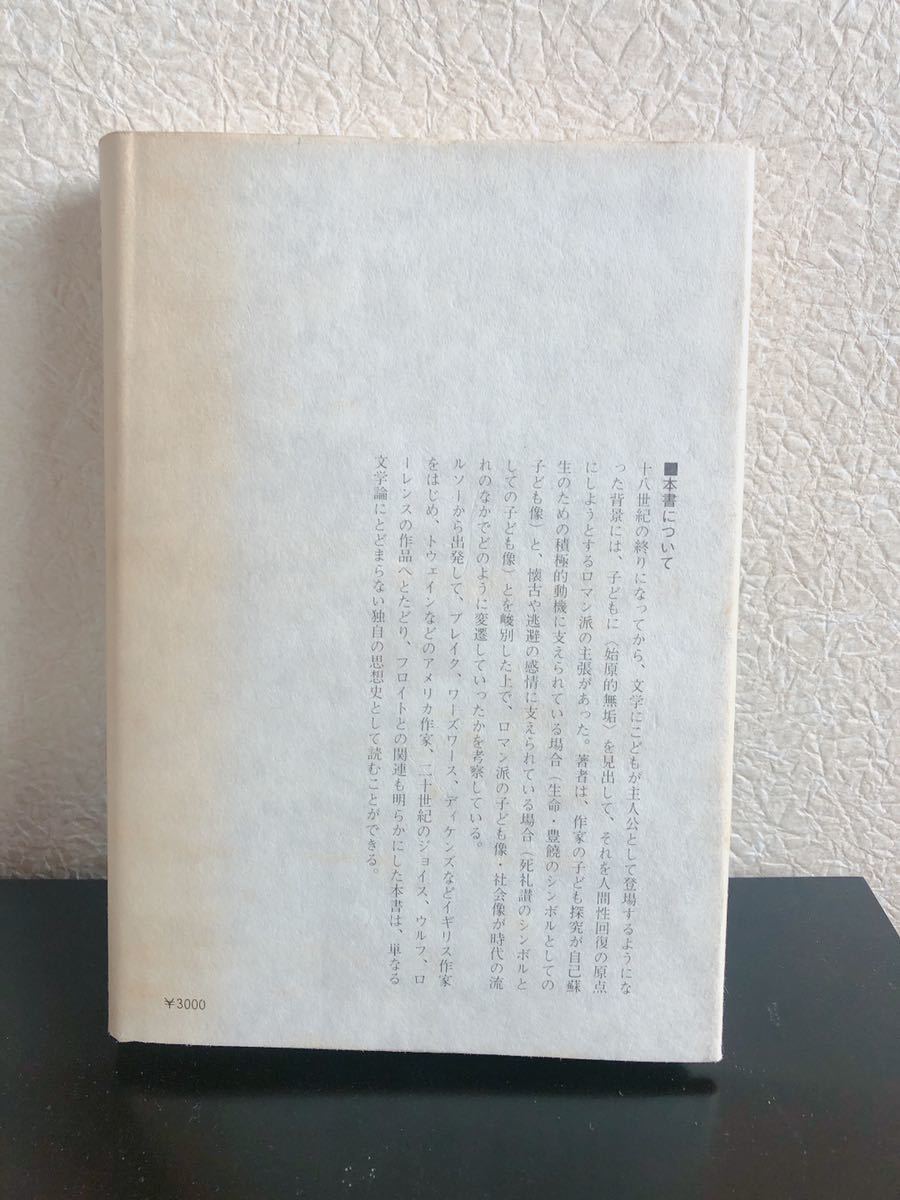 ■本書について
十八世紀の終りになってから、文学にこどもが主人公として登場するようにな
った背景には、子どもに〈始原的無垢〉を見出して、それを人間性回復の原点
にしようとするロマン派の主張があった。著者は、作家の子ども探究が自己蘇
生のための積極的動機に支えられている場合（生命・豊饒のシンボルとしての
子ども像）と、懐古や逃避の感情に支えられている場合（死礼讃のシンボルと
しての子ども像）とを峻別した上で、ロマン派の子ども像・社会像が時代の流
れのなかでどのように変遷していったかを考察している。
ルソーから出発して、ブレイク、ワーズワース、ディケンズなどイギリス作家
をはじめ、トウェインなどのアメリカ作家、二十世紀のジョイス、ウルフ、ロ
ーレンスの作品へとたどり、フロイトとの関連も明らかにした本書は、単なる
文学論にとどまらない独自の思想史として読むことができる。
¥3000